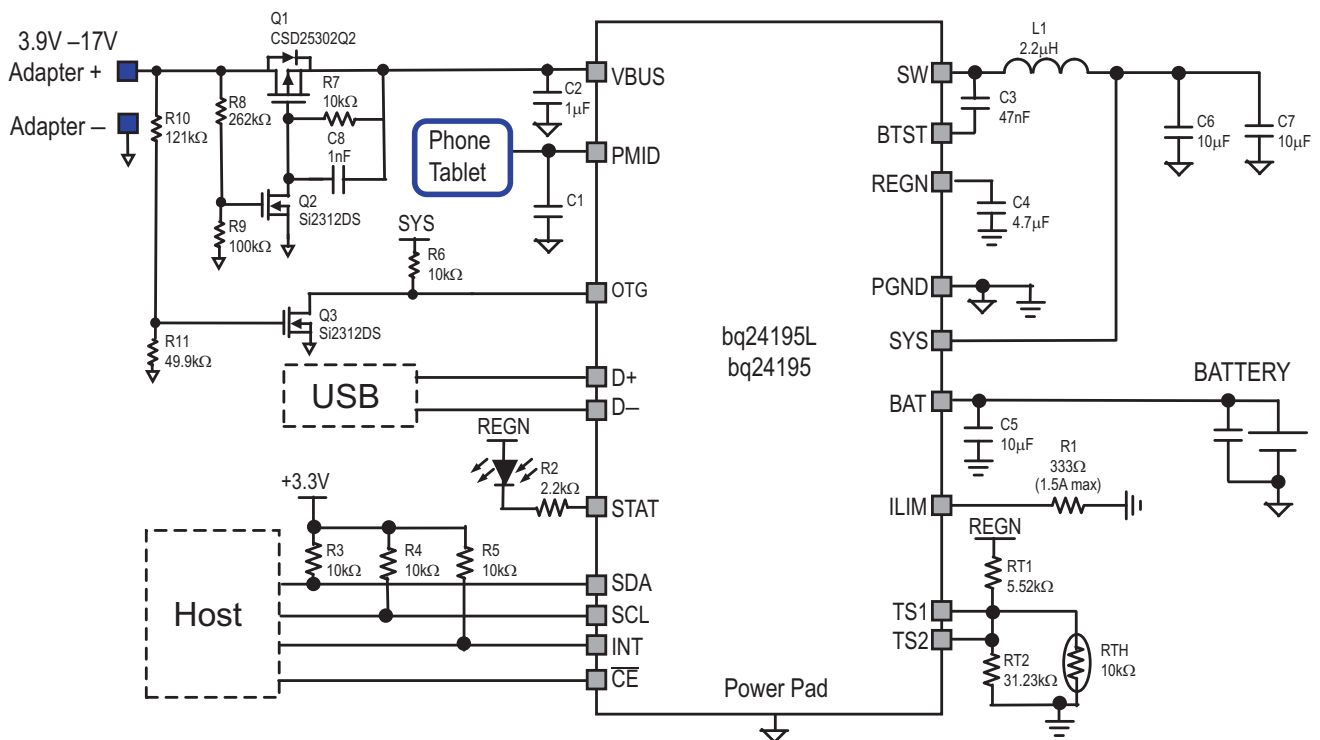 3.9V –17V
Adapter +
Adapter –
Q1
CSD25302Q2
R10
121kΩ
R8
262kΩ
R7
10kΩ
C8
1nF
Q2
Si2312DS
R9
100kΩ
C2
1µF
Phone
Tablet
C1
SYS
R6
10kΩ
Q3
Si2312DS
R11
49.9kΩ
USB
REGN
R2
2.2kΩ
+3.3V
R3
10kΩ
R4
10kΩ
R5
10kΩ
Host
VBUS
PMID
OTG
D+
D–
STAT
SDA
SCL
INT
CE
bq24195L
bq24195
Power Pad
SW
BTST
REGN
PGND
SYS
BAT
ILIM
TS1
TS2
L1
2.2µH
C3
47nF
C6
10µF
C7
10µF
C4
4.7µF
BATTERY
C5
10µF
R1
333Ω
(1.5A max)
REGN
RT1
5.52kΩ
RT2
31.23kΩ
RTH
10kΩ